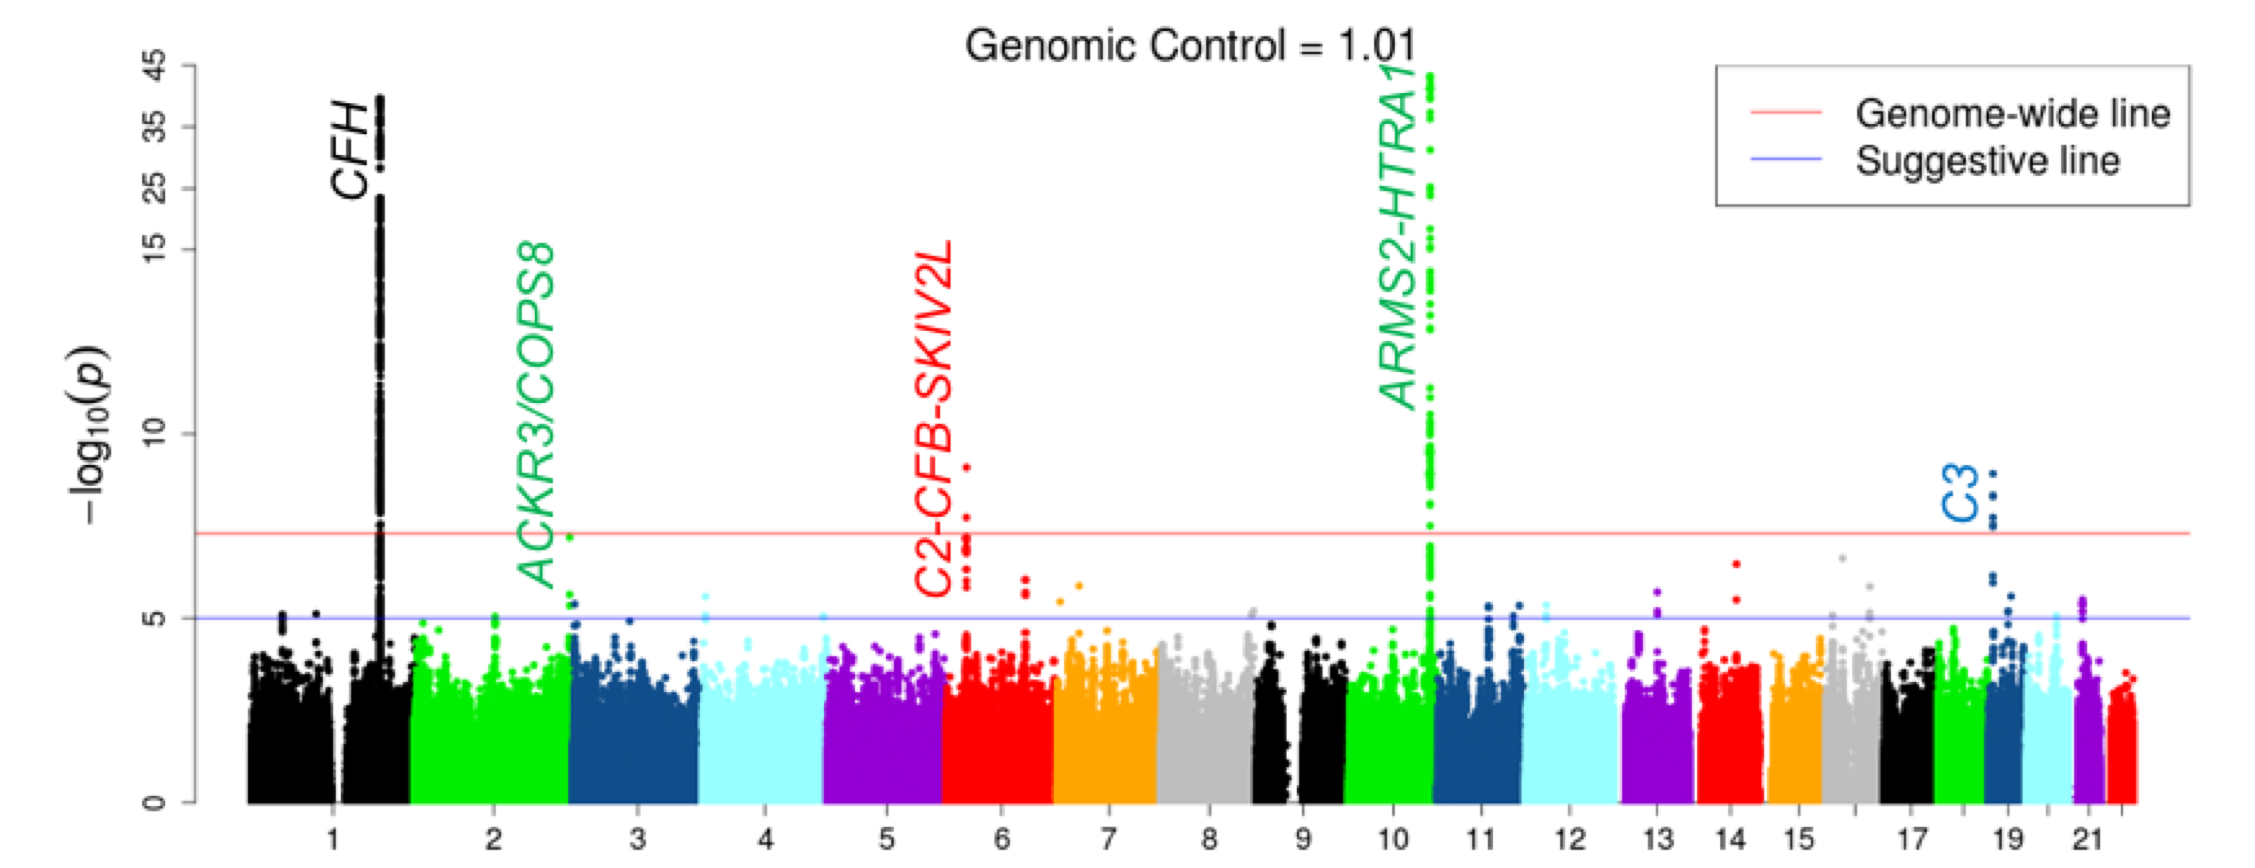 Genomic Control = 1.01
45
35
25
15
10
5
0
−log10(p)
CFH
ACKR3/COPS8
C2-CFB-SKIV2L
ARMS2-HTRA1
C3
Genome-wide line
Suggestive line
1 2 3 4 5 6 7 8 9 10 11 12 13 14 15 17 19 21